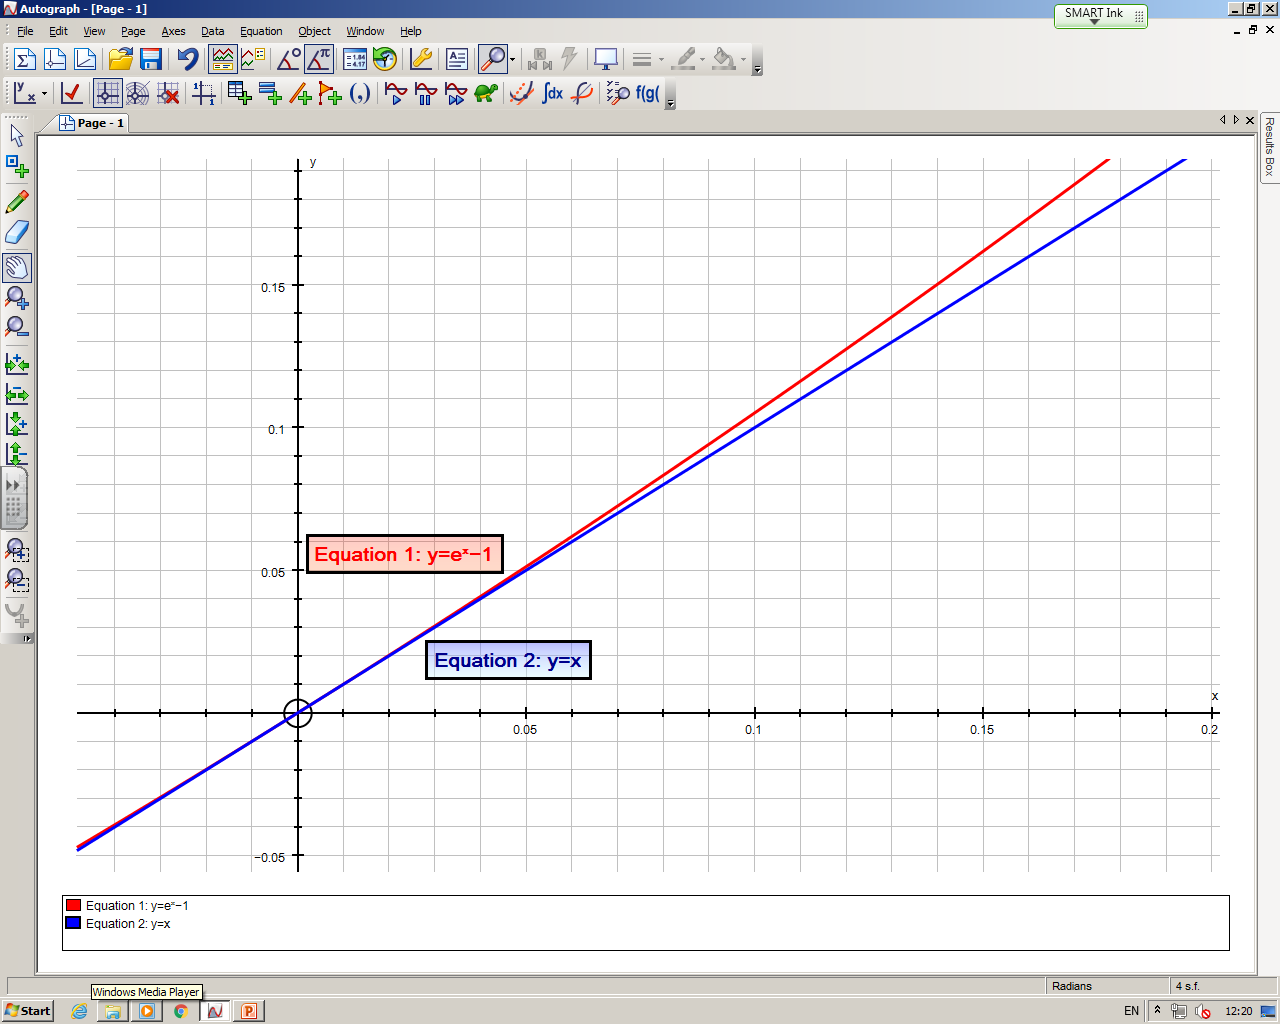 Autograph - [Page - 1]
SMART Ink
File Edit View Page Axes Data Equation Object Window Help
Page - 1
Results Box
y
0.15
0.1
Equation 1: y=eˣ−1
0.05
Equation 2: y=x
x
0.05 0.1 0.15 0.2
−0.05
Equation 1: y=eˣ−1
Equation 2: y=x
Radians 4 s.f.
Windows Media Player
Start EN 12:20